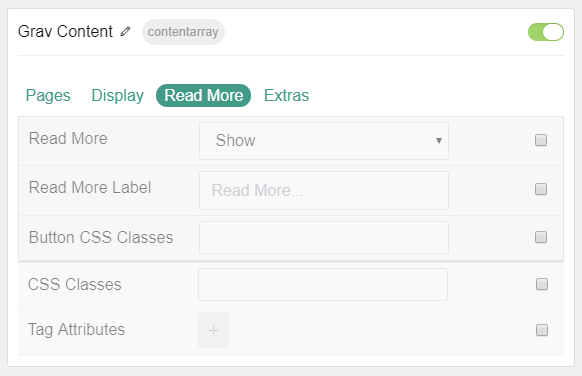 Grav Content contentarray
Pages Display Read More Extras
Read More Show
Read More Label Read More...
Button CSS Classes
CSS Classes
Tag Attributes +